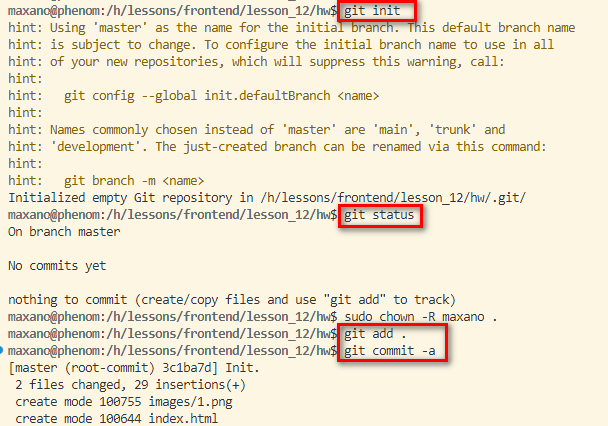 maxano@phenom:/h/lessons/frontend/lesson_12/hw$ git init
hint: Using 'master' as the name for the initial branch. This default branch name
hint: is subject to change. To configure the initial branch name to use in all
hint: of your new repositories, which will suppress this warning, call:
hint:
hint:   git config --global init.defaultBranch <name>
hint:
hint: Names commonly chosen instead of 'master' are 'main', 'trunk' and
hint: 'development'. The just-created branch can be renamed via this command:
hint:
hint:   git branch -m <name>
Initialized empty Git repository in /h/lessons/frontend/lesson_12/hw/.git/
maxano@phenom:/h/lessons/frontend/lesson_12/hw$ git status
On branch master
No commits yet
nothing to commit (create/copy files and use "git add" to track)
maxano@phenom:/h/lessons/frontend/lesson_12/hw$ sudo chown -R maxano .
maxano@phenom:/h/lessons/frontend/lesson_12/hw$ git add .
maxano@phenom:/h/lessons/frontend/lesson_12/hw$ git commit -a
[master (root-commit) 3c1ba7d] Init.
 2 files changed, 29 insertions(+)
 create mode 100755 images/1.png
 create mode 100644 index.html